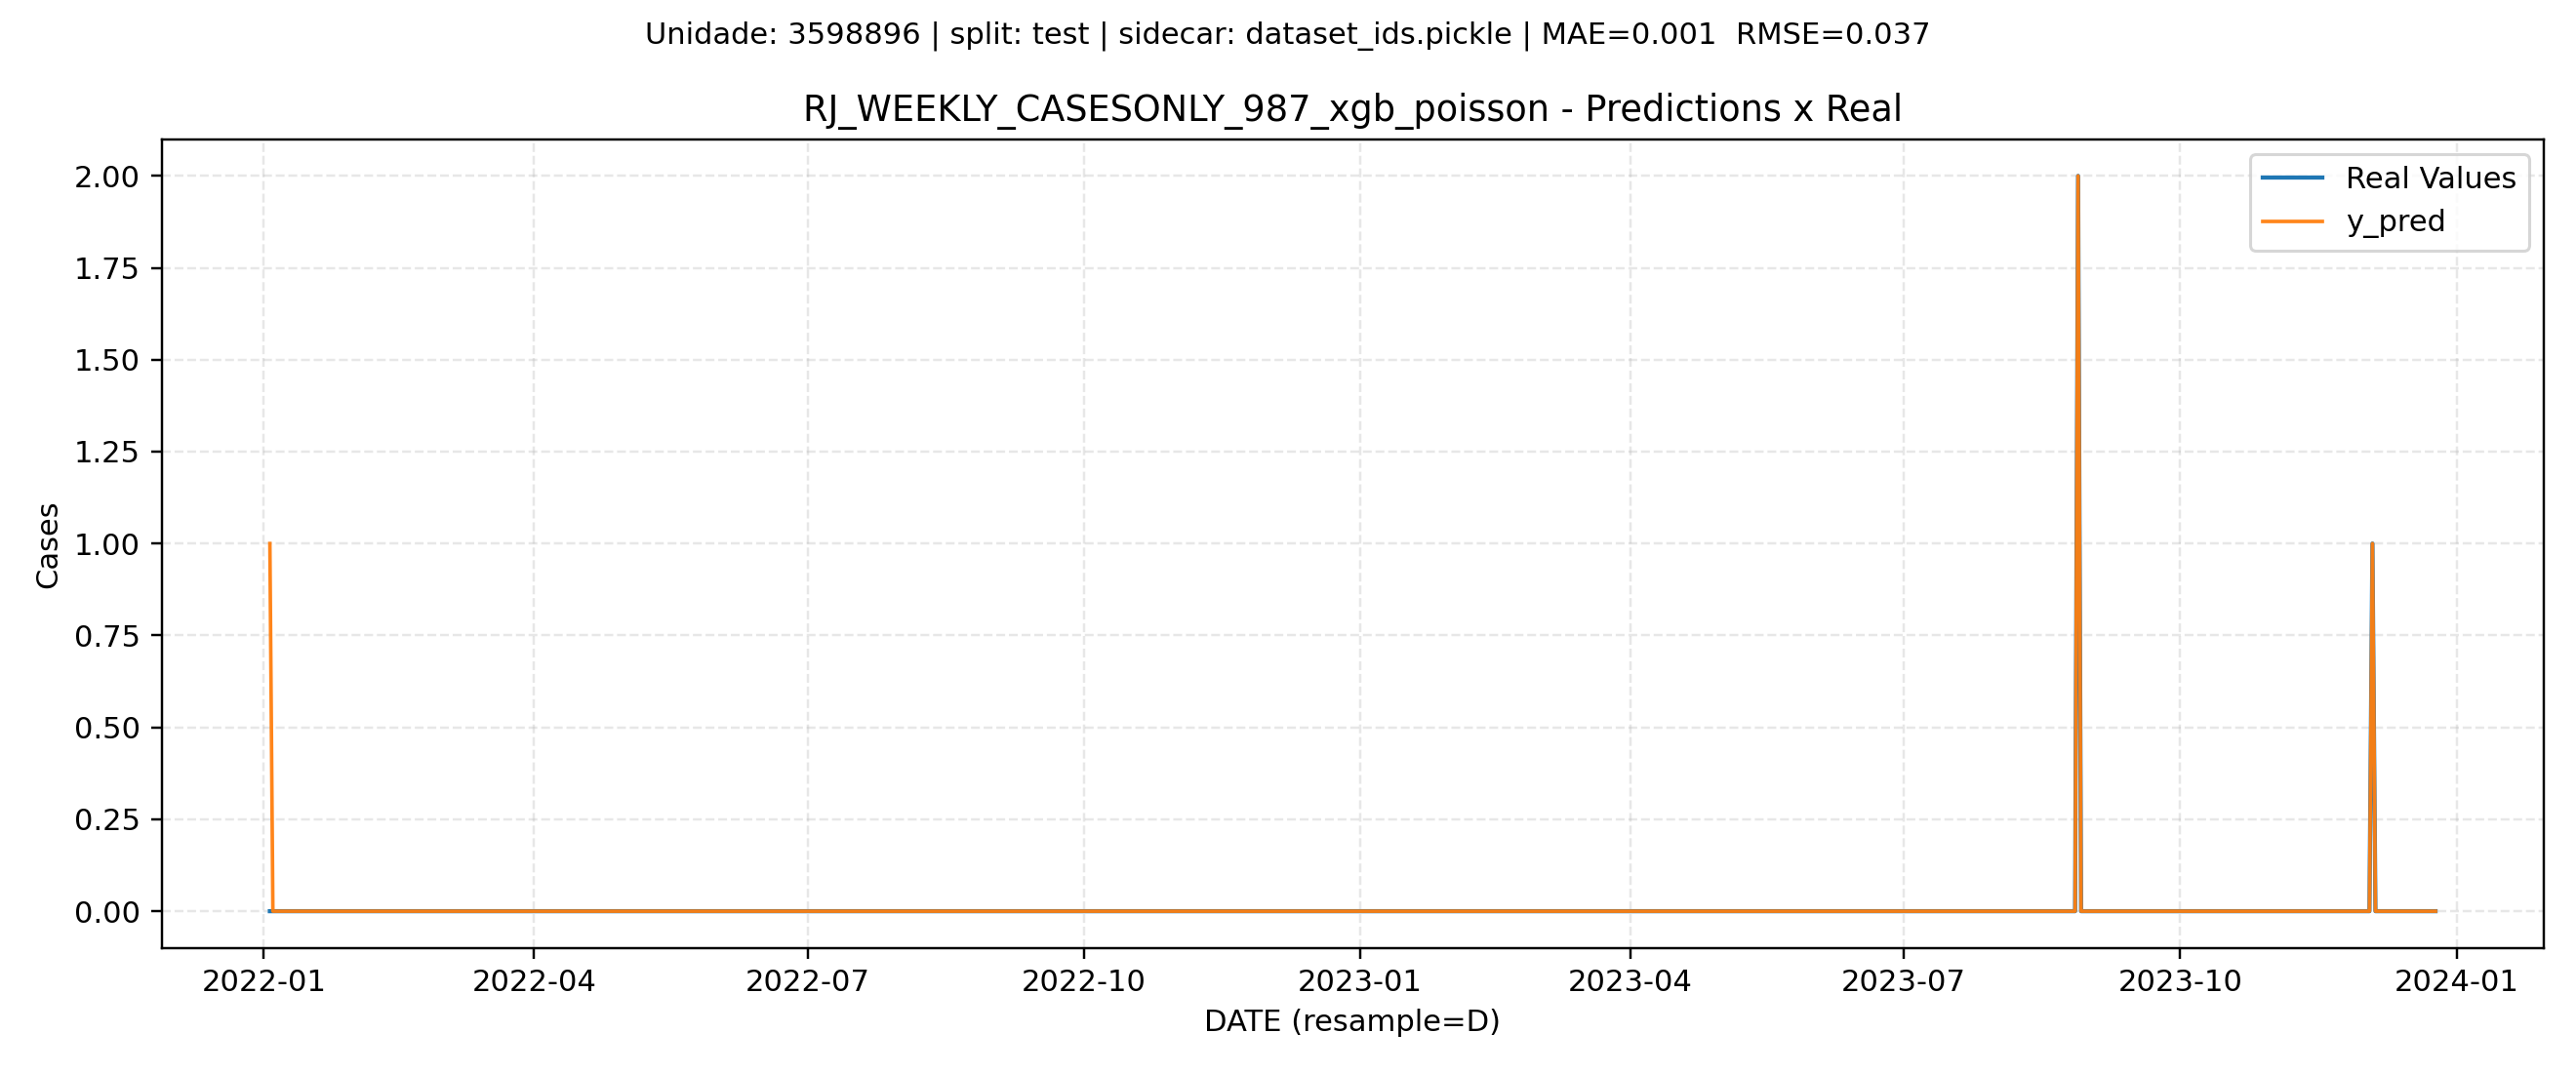 Unidade: 3598896 | split: test | sidecar: dataset_ids.pickle | MAE=0.001  RMSE=0.037
RJ_WEEKLY_CASESONLY_987_xgb_poisson - Predictions x Real
Real Values
y_pred
2.00
1.75
1.50
1.25
1.00
0.75
0.50
0.25
0.00
Cases
2022-01 2022-04 2022-07 2022-10 2023-01 2023-04 2023-07 2023-10 2024-01
DATE (resample=D)